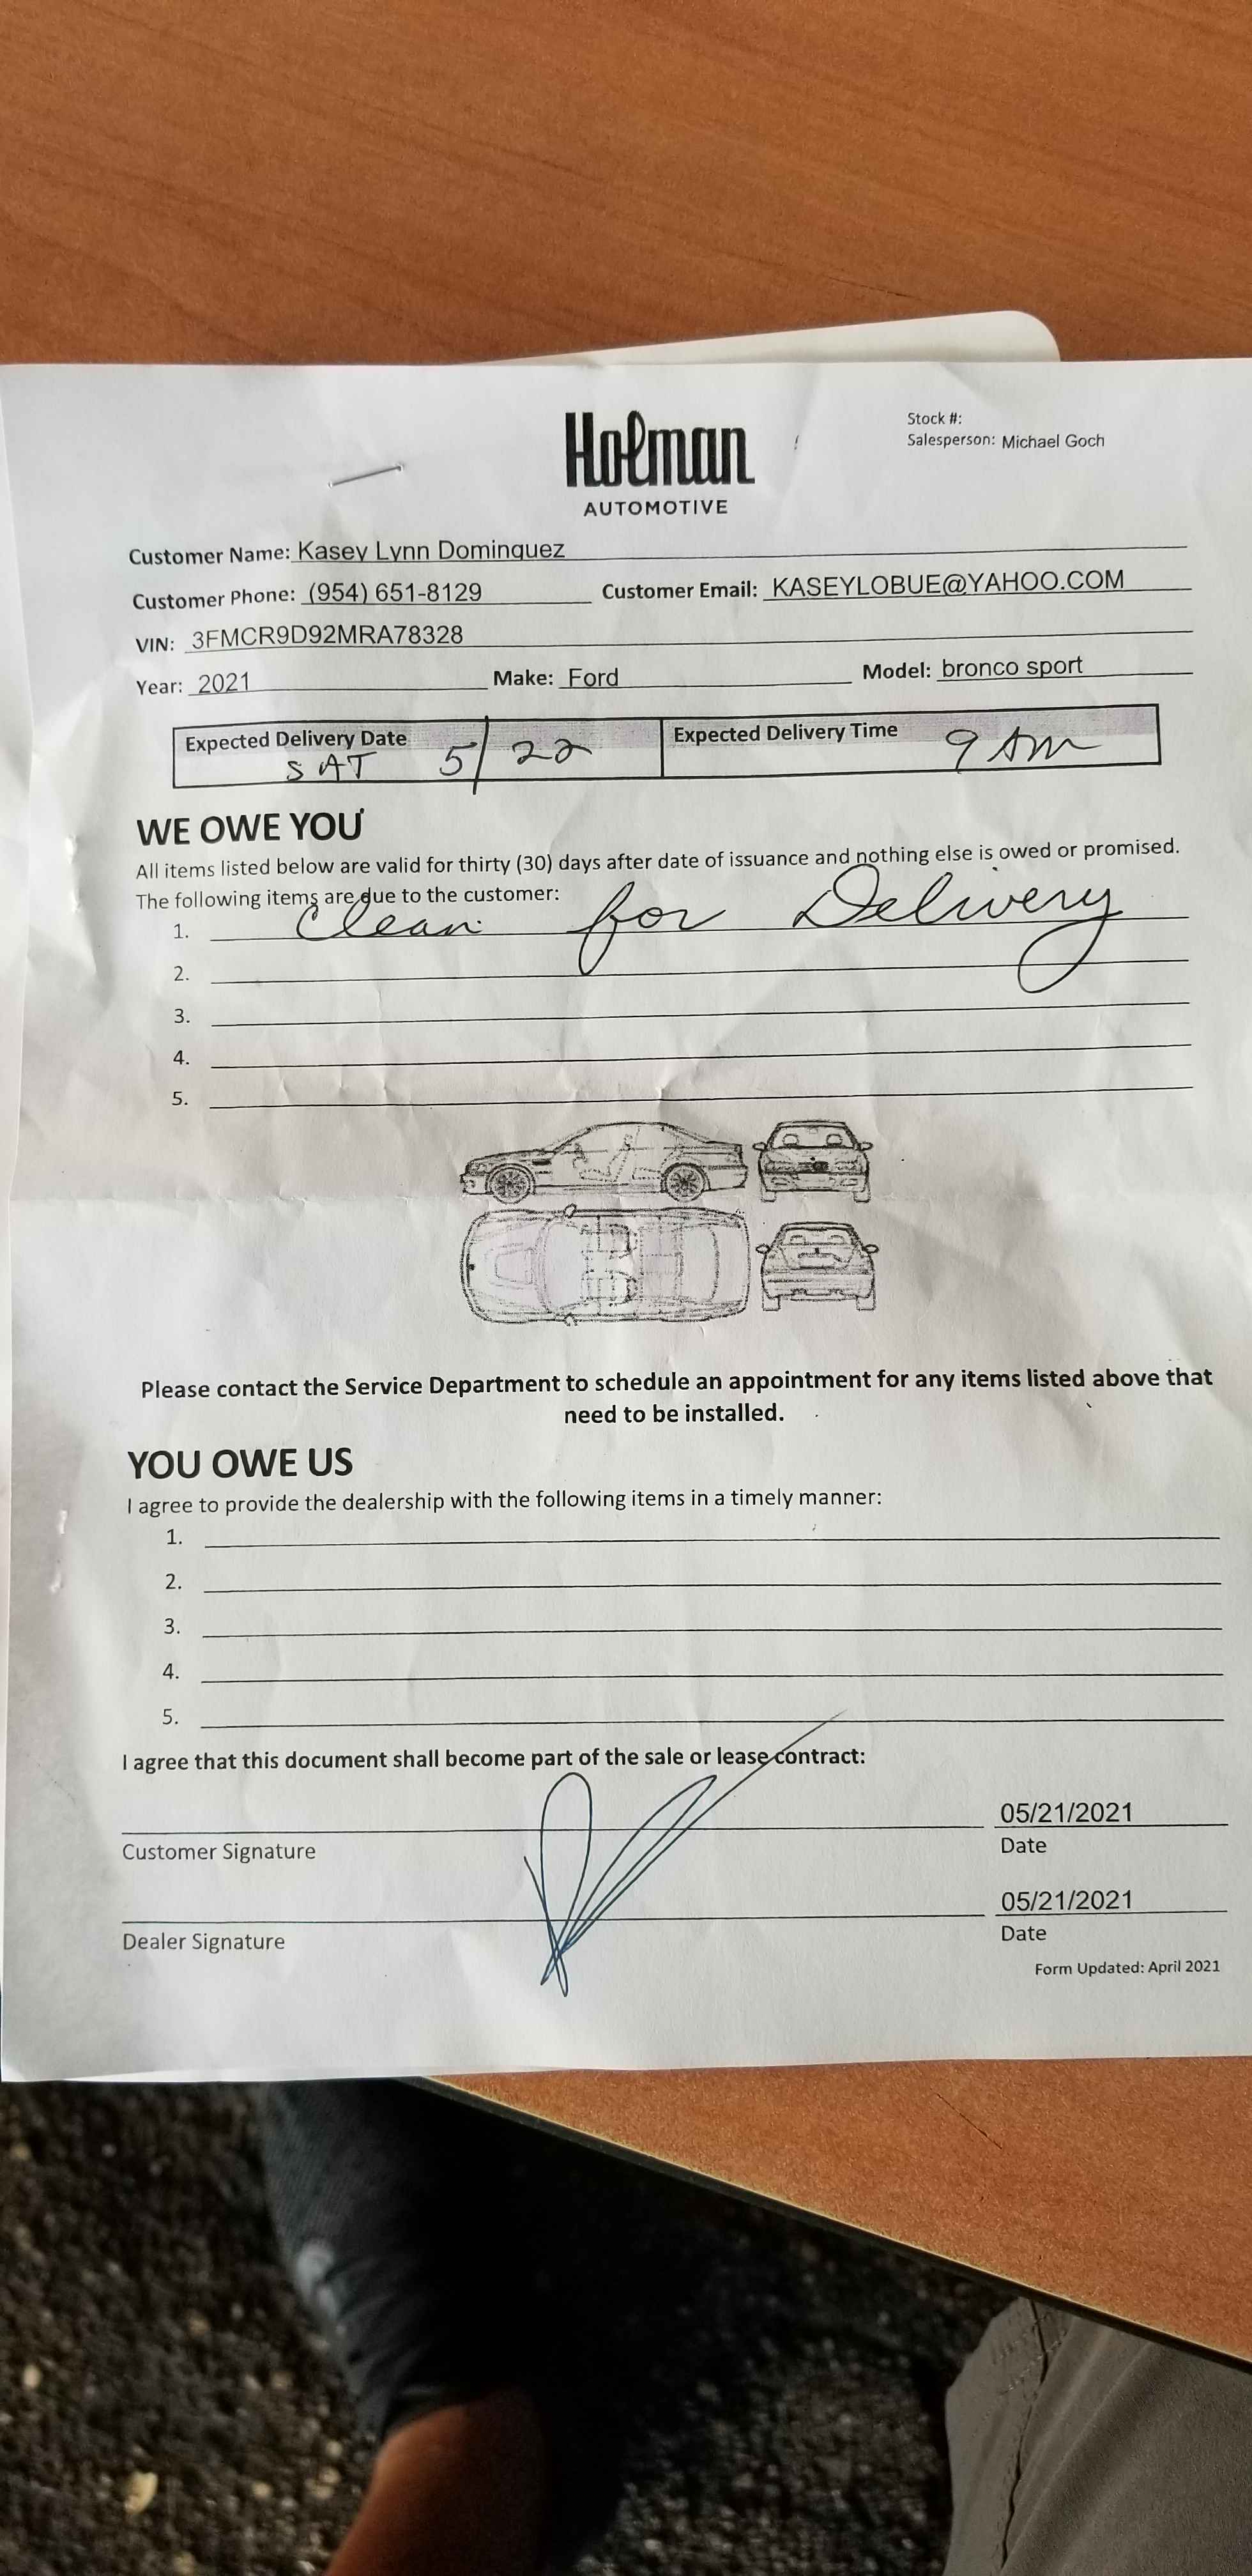 Holman
AUTOMOTIVE
Stock #:
Salesperson: Michael Goch
Customer Name: Kasey Lynn Dominguez
Customer Phone: (954) 651-8129 Customer Email: KASEYLOBUE@YAHOO.COM
VIN: 3FMCR9D92MRA78328
Year: 2021 Make: Ford Model: bronco sport
Expected Delivery Date SAT 5/22 Expected Delivery Time 9 AM
WE OWE YOU
All items listed below are valid for thirty (30) days after date of issuance and nothing else is owed or promised.
The following items are due to the customer:
1. Clean for Delivery
2.
3.
4.
5.
Please contact the Service Department to schedule an appointment for any items listed above that
need to be installed.
YOU OWE US
I agree to provide the dealership with the following items in a timely manner:
1.
2.
3.
4.
5.
I agree that this document shall become part of the sale or lease contract:
05/21/2021
Customer Signature Date
05/21/2021
Dealer Signature Date
Form Updated: April 2021